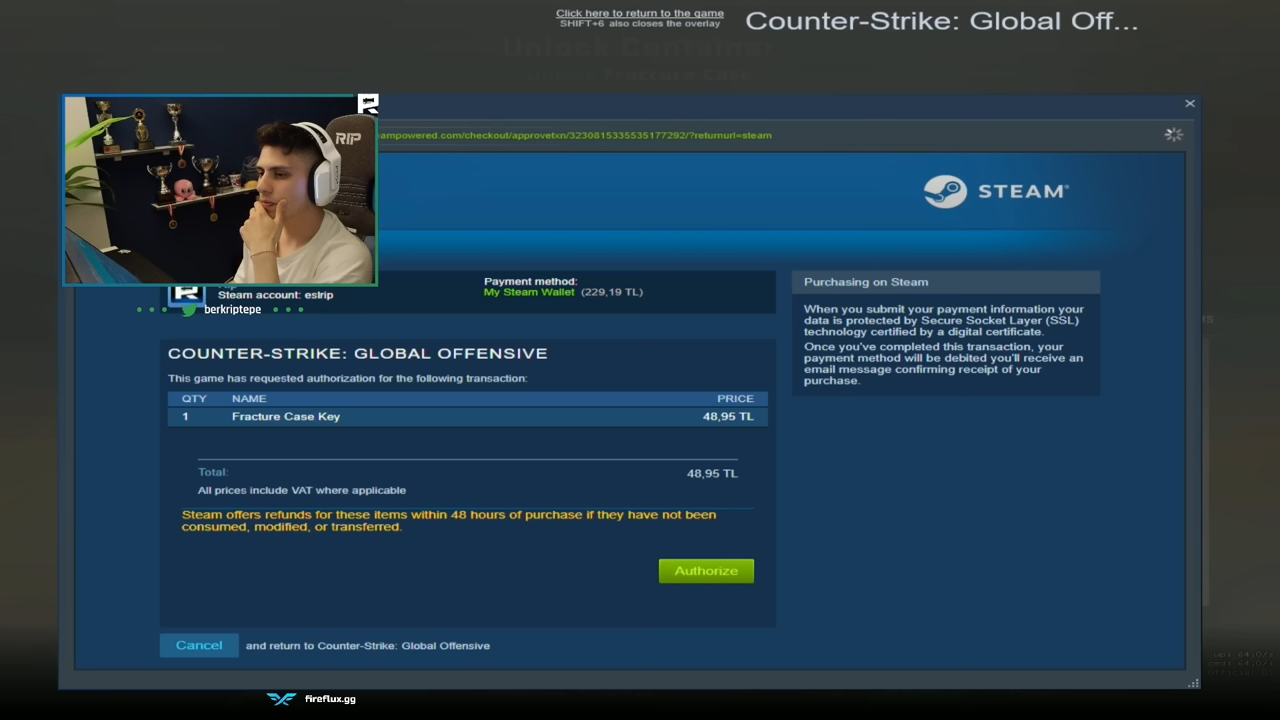 Click here to return to the game
SHIFT+6 also closes the overlay
Counter-Strike: Global Off...
Unlock Container
Fracture Case
ampowered.com/checkout/approvetxn/3230815335535177292/?returnurl=steam
RIP
STEAM
Steam account: eslrip
Payment method:
My Steam Wallet (229,19 TL)
berkriptepe
Purchasing on Steam
When you submit your payment information your
data is protected by Secure Socket Layer (SSL)
technology certified by a digital certificate.
Once you've completed this transaction, your
payment method will be debited you'll receive an
email message confirming receipt of your
purchase.
COUNTER-STRIKE: GLOBAL OFFENSIVE
This game has requested authorization for the following transaction:
QTY NAME PRICE
1 Fracture Case Key 48,95 TL
Total: 48,95 TL
All prices include VAT where applicable
Steam offers refunds for these items within 48 hours of purchase if they have not been
consumed, modified, or transferred.
Authorize
Cancel and return to Counter-Strike: Global Offensive
fireflux.gg